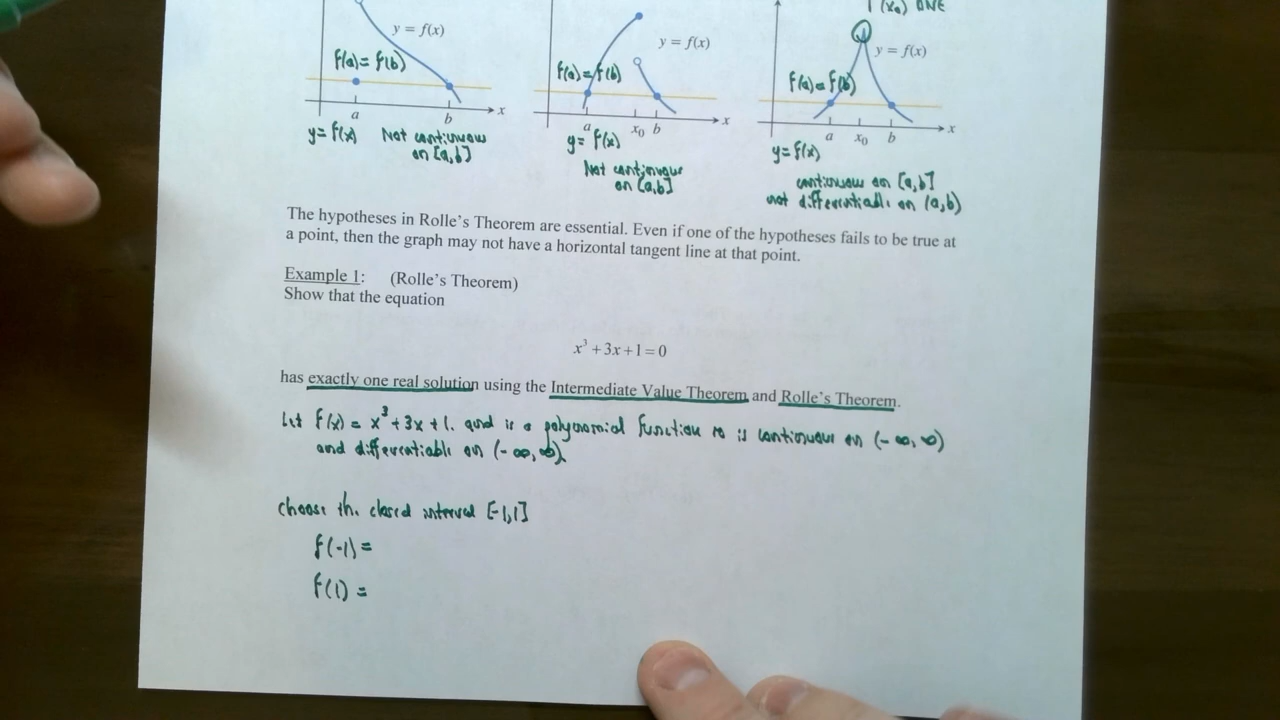 f'(x₀) DNE
y = f(x)
y = f(x)
y = f(x)
f(a) = f(b)
f(a) = f(b)
f(a) = f(b)
a b x
a x₀ b x
a x₀ b x
y = f(x) Not continuous
on [a,b]
y = f(x)
Not continuous
on [a,b]
y = f(x)
continuous on [a,b]
not differentiable on (a,b)
The hypotheses in Rolle's Theorem are essential. Even if one of the hypotheses fails to be true at
a point, then the graph may not have a horizontal tangent line at that point.
Example 1: (Rolle's Theorem)
Show that the equation
x³ + 3x + 1 = 0
has exactly one real solution using the Intermediate Value Theorem and Rolle's Theorem.
Let f(x) = x³ + 3x + 1. and is a polynomial function so is continuous on (-∞, ∞)
and differentiable on (-∞, ∞).
Choose the closed interval [-1,1]
f(-1) =
f(1) =